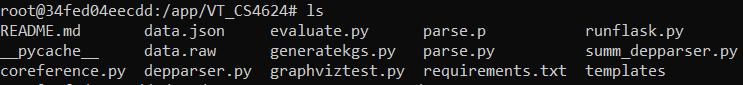 root@34fed04eecdd:/app/VT_CS4624# ls
README.md data.json evaluate.py parse.p runflask.py
__pycache__ data.raw generatekgs.py parse.py summ_depparser.py
coreference.py depparser.py graphviztest.py requirements.txt templates